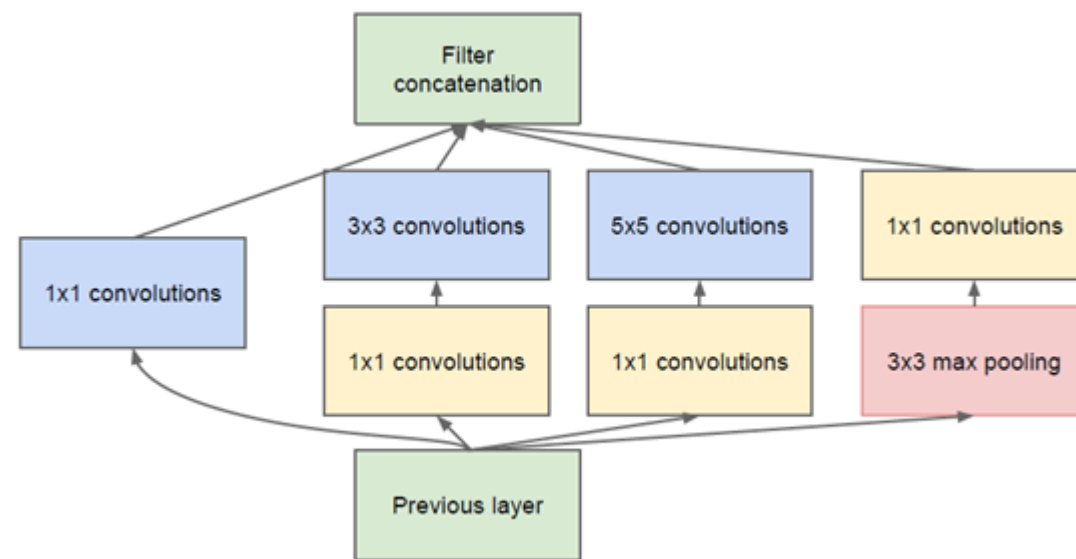 Filter
concatenation
3x3 convolutions
5x5 convolutions
1x1 convolutions
1x1 convolutions
1x1 convolutions
1x1 convolutions
3x3 max pooling
Previous layer